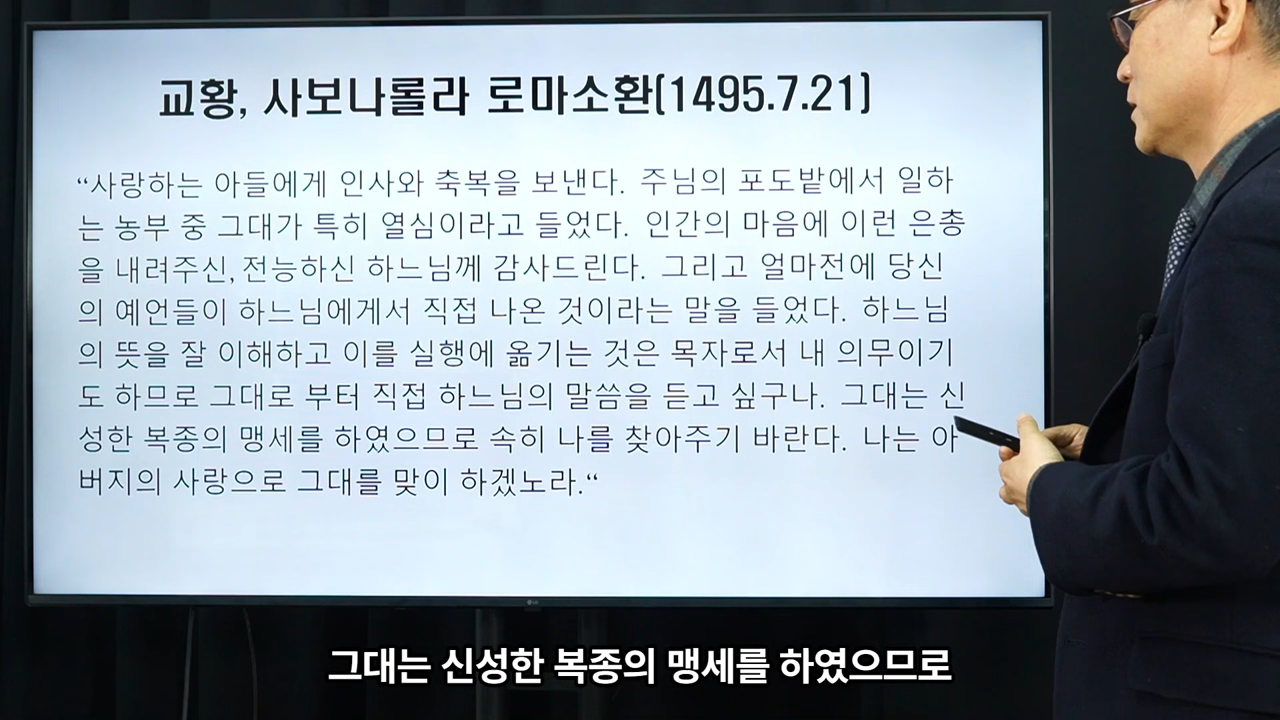 교황, 사보나롤라 로마소환(1495.7.21)
“사랑하는 아들에게 인사와 축복을 보낸다. 주님의 포도밭에서 일하
는 농부 중 그대가 특히 열심이라고 들었다. 인간의 마음에 이런 은총
을 내려주신, 전능하신 하느님께 감사드린다. 그리고 얼마전에 당신
의 예언들이 하느님에게서 직접 나온 것이라는 말을 들었다. 하느님
의 뜻을 잘 이해하고 이를 실행에 옮기는 것은 목자로서 내 의무이기
도 하므로 그대로 부터 직접 하느님의 말씀을 듣고 싶구나. 그대는 신
성한 복종의 맹세를 하였으므로 속히 나를 찾아주기 바란다. 나는 아
버지의 사랑으로 그대를 맞이 하겠노라.“
LG
그대는 신성한 복종의 맹세를 하였으므로